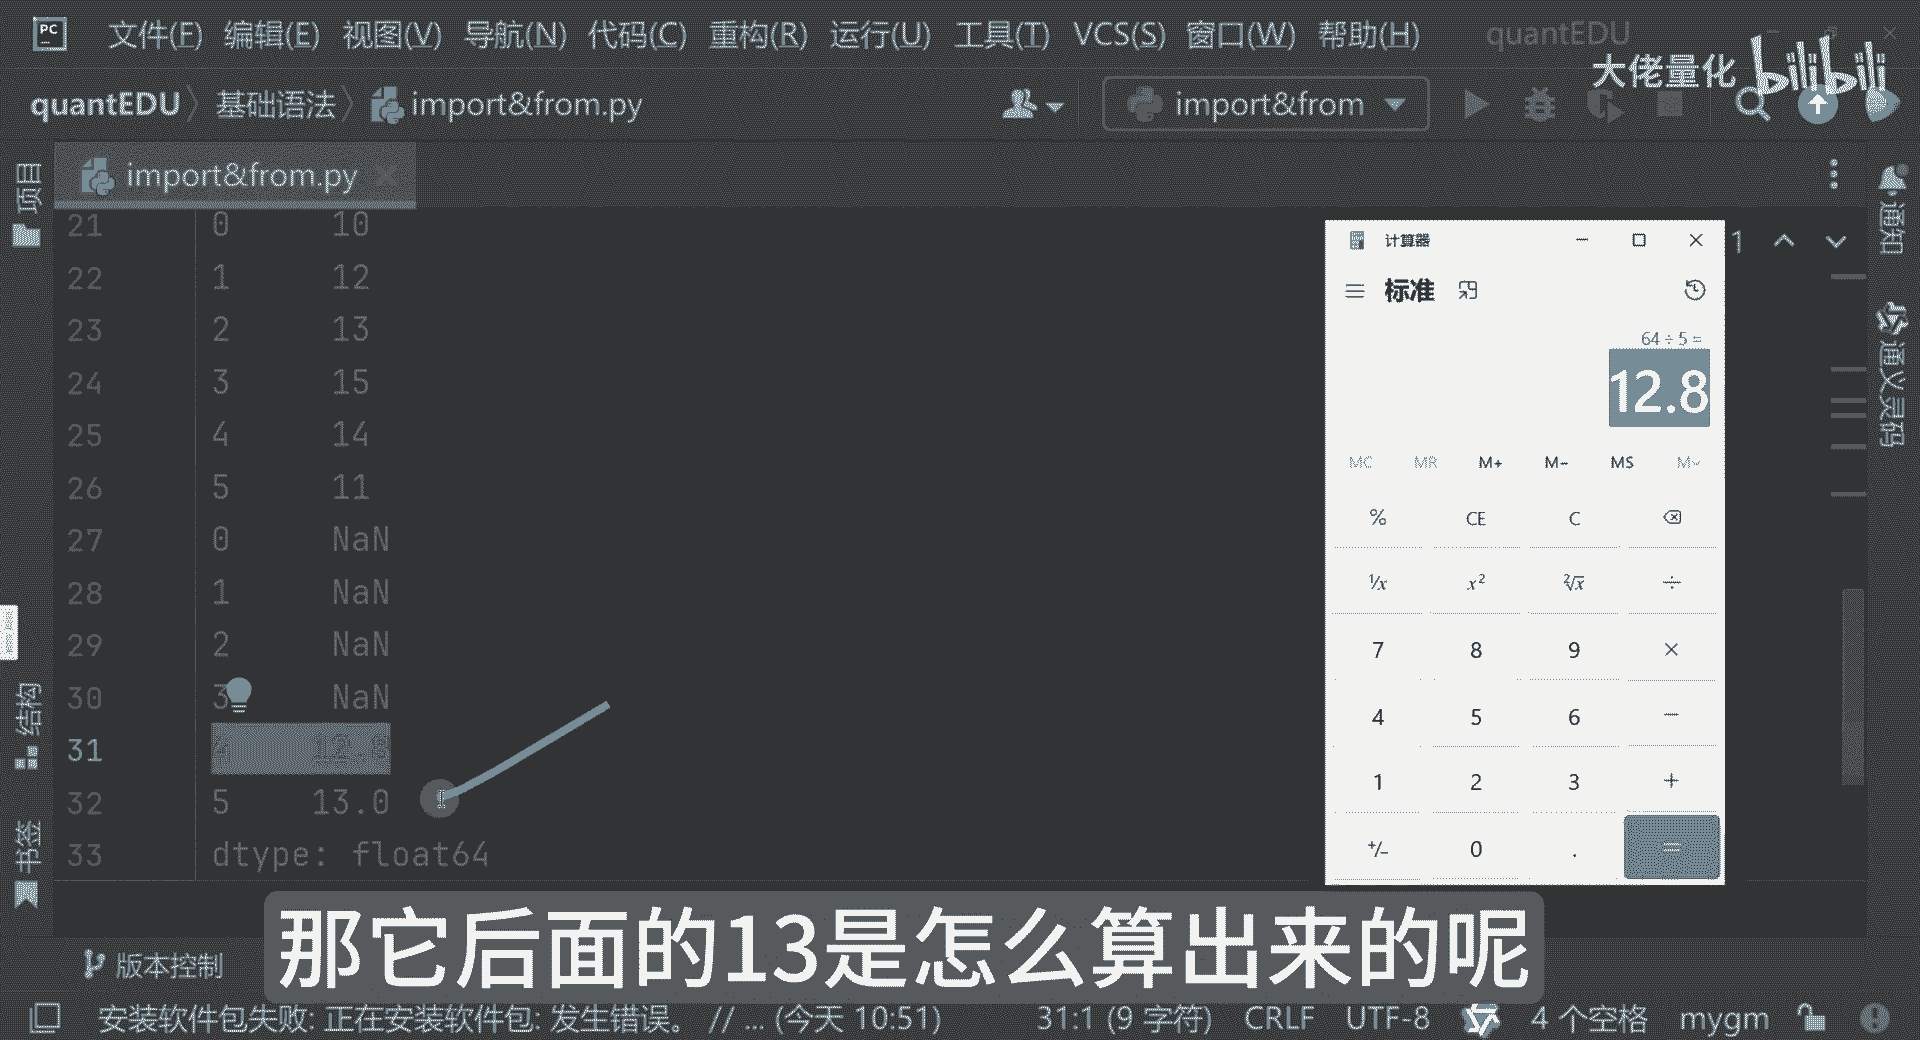 PC 文件(F) 编辑(E) 视图(V) 导航(N) 代码(C) 重构(R) 运行(U) 工具(T) VCS(S) 窗口(W) 帮助(H) quantEDU
大佬量化 bilibili
quantEDU 基础语法 import&from.py import&from
import&from.py
项目
21 0 10
22 1 12
23 2 13
24 3 15
25 4 14
26 5 11
27 0 NaN
28 1 NaN
29 2 NaN
30 3 NaN
31 4 12.8
32 5 13.0
33 dtype: float64
结构
书签
计算器
标准
64 ÷ 5 =
12.8
MC MR M+ M- MS M
% CE C
1/x x² ²√x ÷
7 8 9 ×
4 5 6 −
1 2 3 +
+/- 0 . =
1
通知
通义灵码
那它后面的13是怎么算出来的呢
版本控制
安装软件包失败: 正在安装软件包: 发生错误。 // ... (今天 10:51) 31:1 (9 字符) CRLF UTF-8 4 个空格 mygm